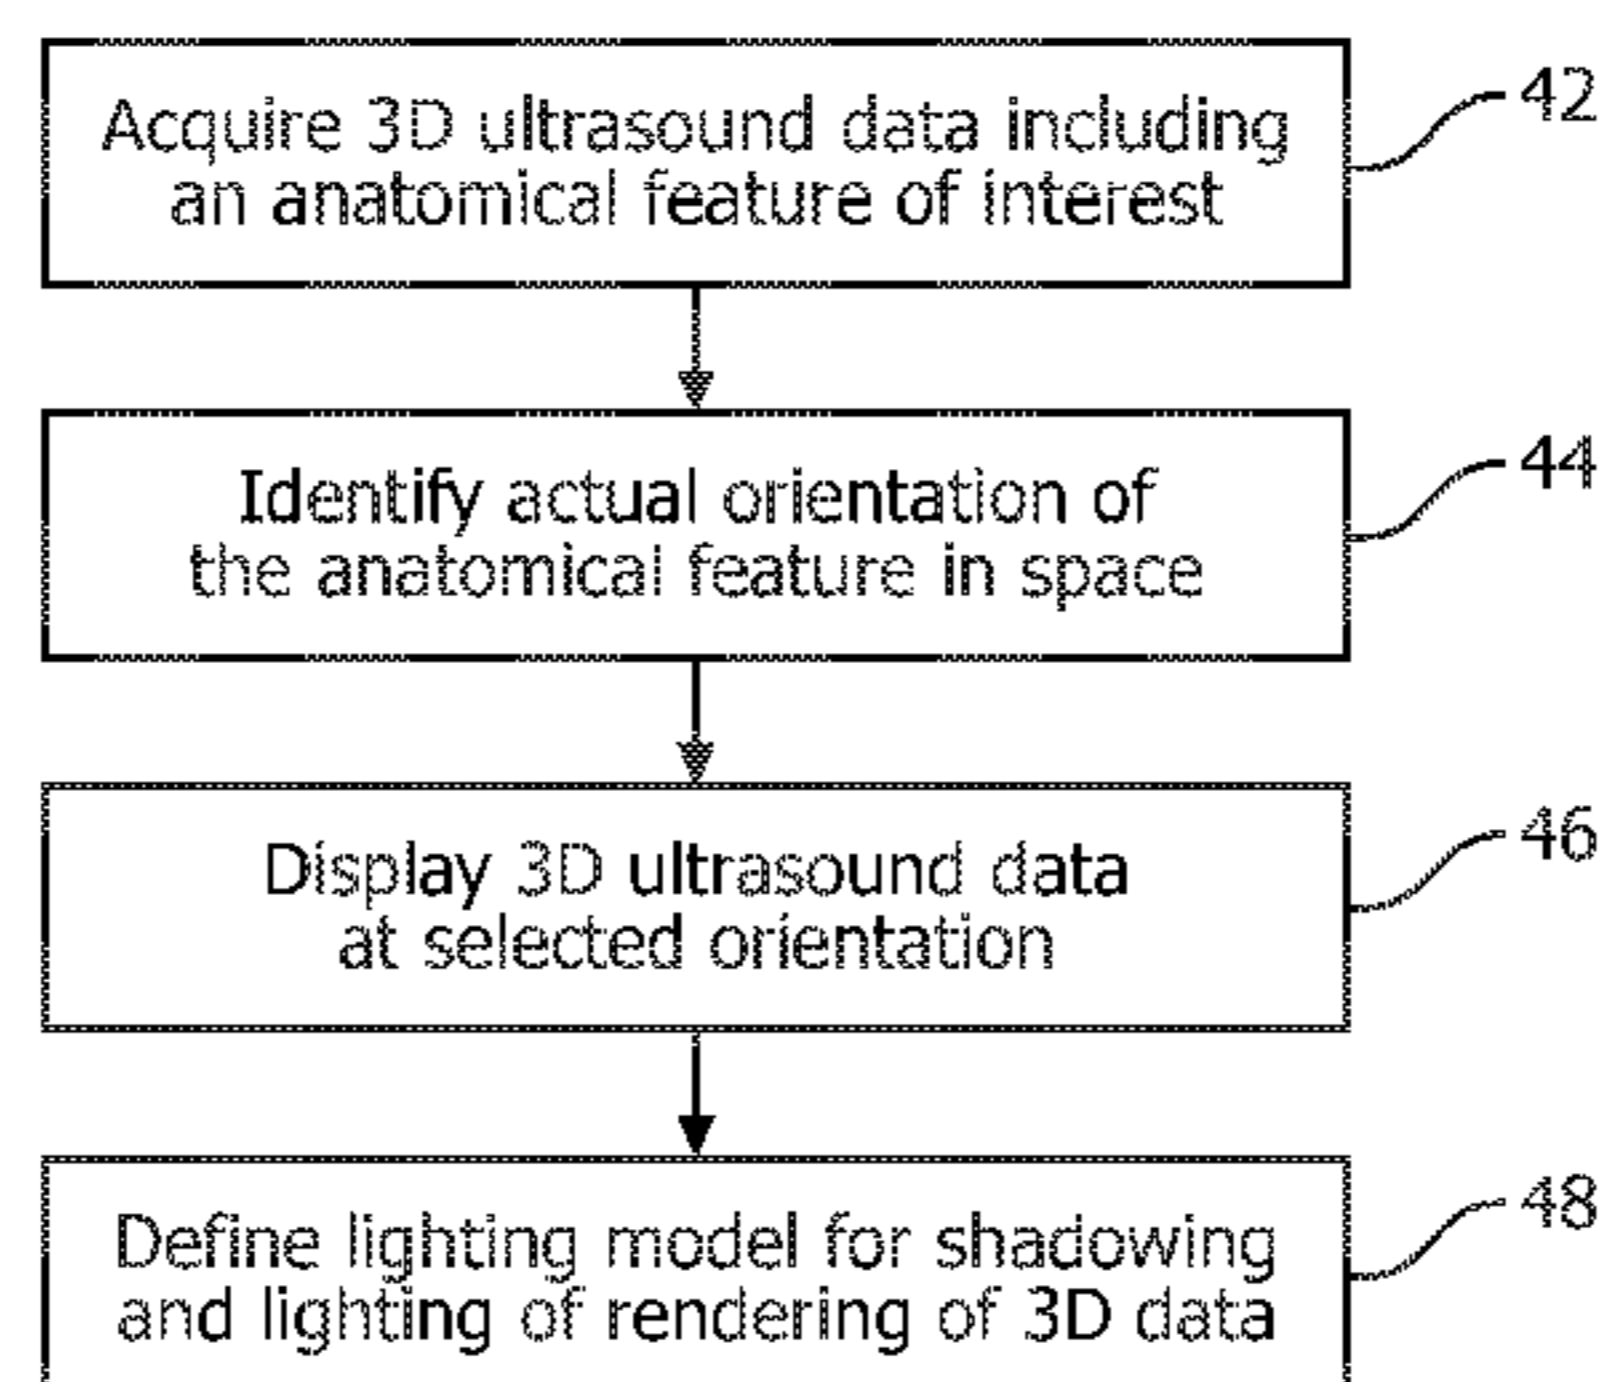 Acquire 3D ultrasound data including
an anatomical feature of interest
42
Identify actual orientation of
the anatomical feature in space
44
Display 3D ultrasound data
at selected orientation
46
Define lighting model for shadowing
and lighting of rendering of 3D data
48